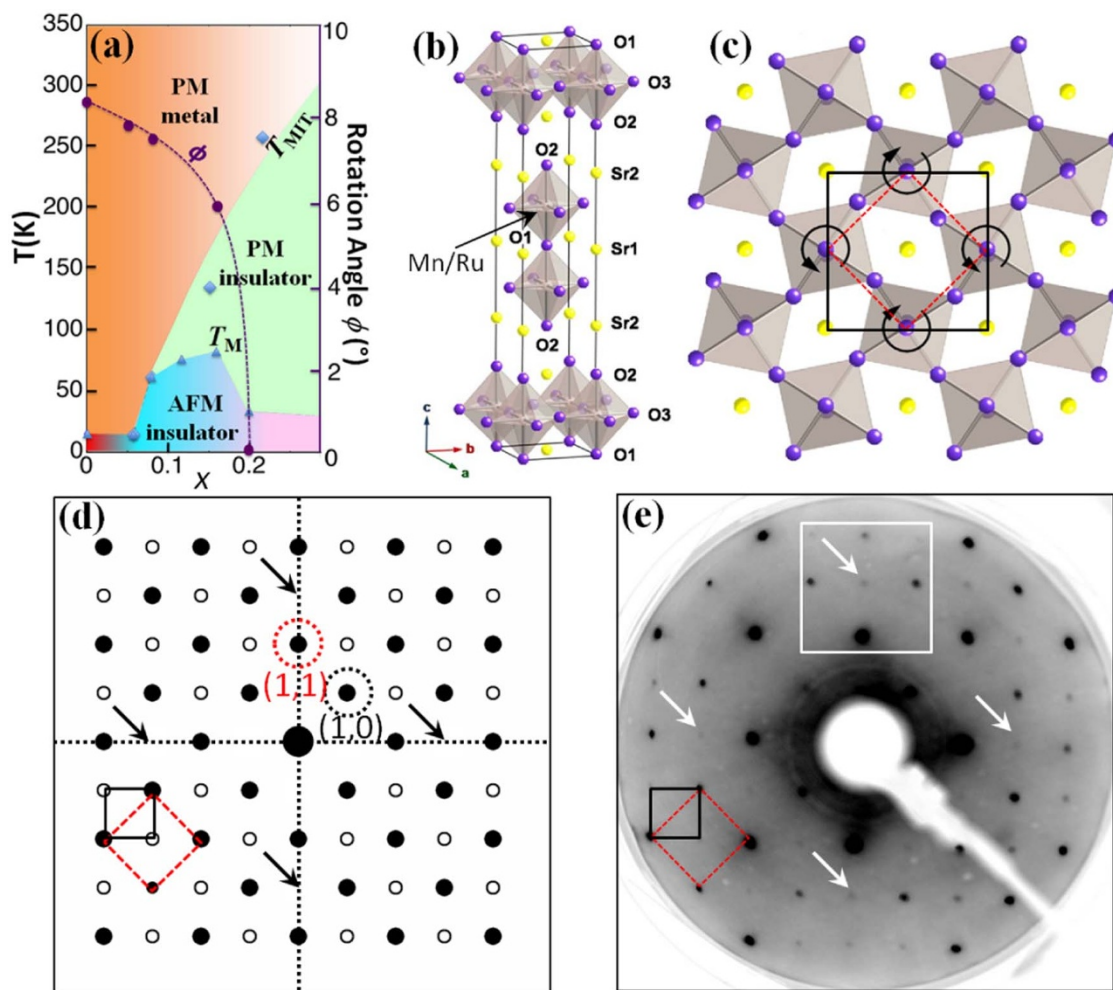 (a)
350
300
250
200
150
100
50
0
T(K)
PM
metal
ϕ
T_MIT
PM
insulator
T_M
AFM
insulator
0
0.1
0.2
x
10
8
6
4
2
0
Rotation Angle ϕ (°)
(b)
O1
O3
O2
O2
Sr2
O1
Sr1
Mn/Ru
Sr2
O2
O2
O3
O1
c
b
a
(c)
(d)
(1,1)
(1,0)
(e)